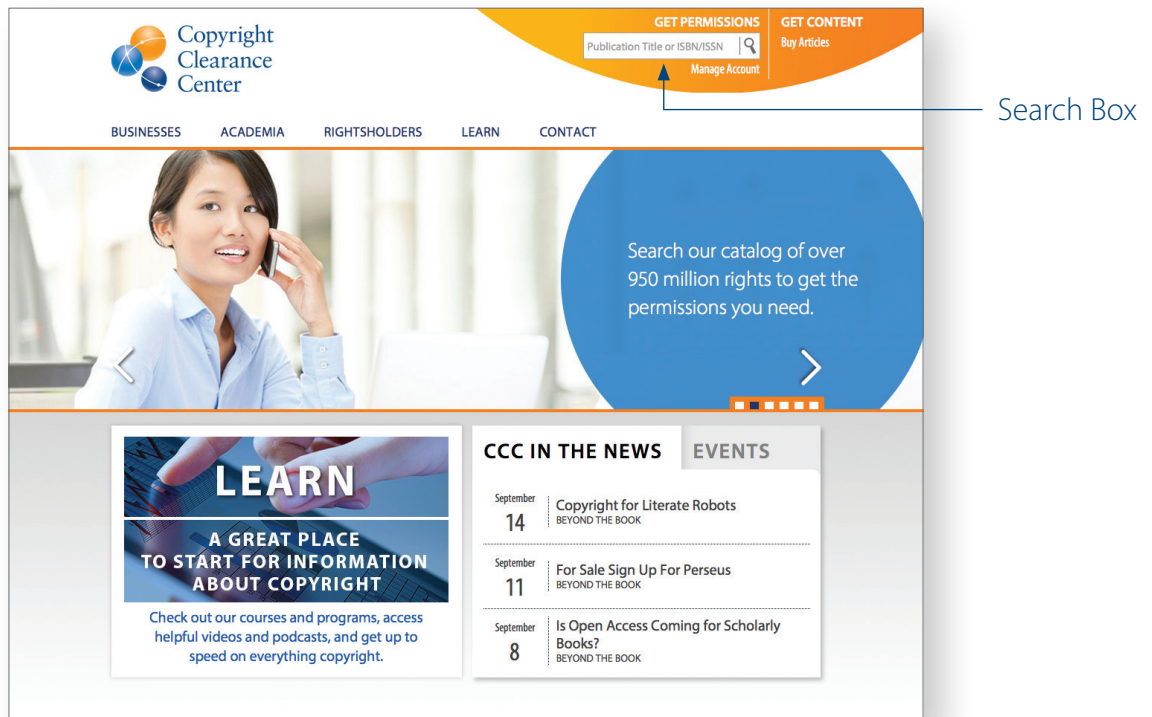 Copyright
Clearance
Center
GET PERMISSIONS
Publication Title or ISBN/ISSN
Manage Account
GET CONTENT
Buy Articles
Search Box
BUSINESSES ACADEMIA RIGHTSHOLDERS LEARN CONTACT
Search our catalog of over
950 million rights to get the
permissions you need.
LEARN
A GREAT PLACE
TO START FOR INFORMATION
ABOUT COPYRIGHT
Check out our courses and programs, access
helpful videos and podcasts, and get up to
speed on everything copyright.
CCC IN THE NEWS EVENTS
September
14
Copyright for Literate Robots
BEYOND THE BOOK
September
11
For Sale Sign Up For Perseus
BEYOND THE BOOK
September
8
Is Open Access Coming for Scholarly
Books?
BEYOND THE BOOK